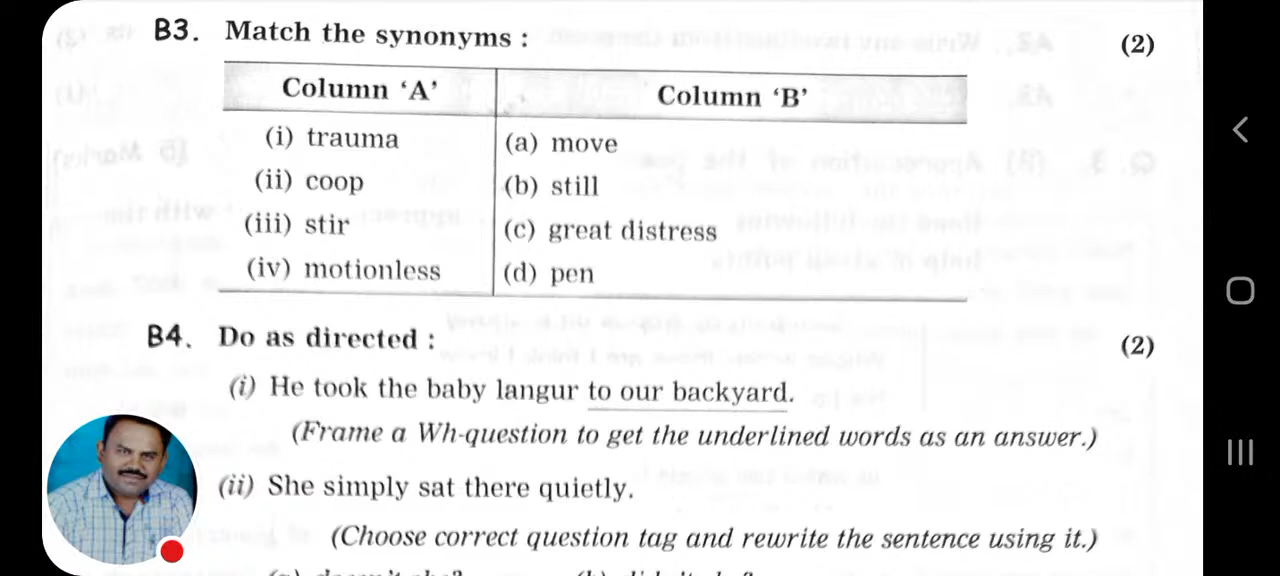 B3. Match the synonyms : (2)
Column ‘A’ Column ‘B’
(i) trauma (a) move
(ii) coop (b) still
(iii) stir (c) great distress
(iv) motionless (d) pen
B4. Do as directed : (2)
(i) He took the baby langur to our backyard.
(Frame a Wh-question to get the underlined words as an answer.)
(ii) She simply sat there quietly.
(Choose correct question tag and rewrite the sentence using it.)